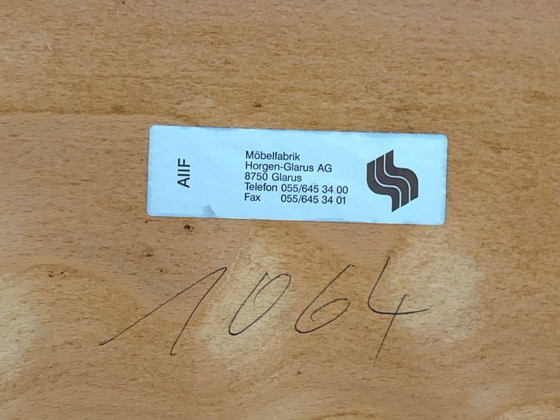 AIIF
Möbelfabrik
Horgen-Glarus AG
8750 Glarus
Telefon 055/645 34 00
Fax 055/645 34 01
1064